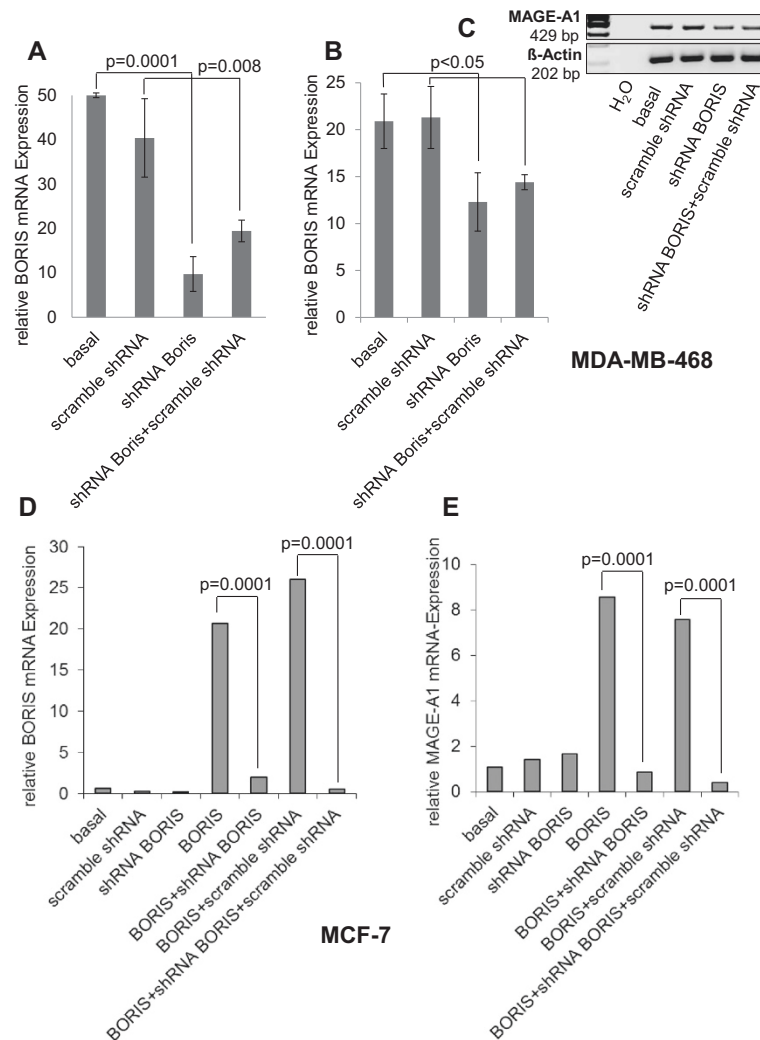 A
p=0.0001
p=0.008
relative BORIS mRNA Expression
60
50
40
30
20
10
0
basal
scramble shRNA
shRNA Boris
shRNA Boris+scramble shRNA
B
p<0.05
relative BORIS mRNA Expression
25
20
15
10
5
0
basal
scramble shRNA
shRNA Boris
shRNA Boris+scramble shRNA
C
MAGE-A1
429 bp
ß-Actin
202 bp
H2O
basal
scramble shRNA
shRNA BORIS
shRNA BORIS+scramble shRNA
MDA-MB-468
D
p=0.0001
p=0.0001
relative BORIS mRNA Expression
30
25
20
15
10
5
0
basal
scramble shRNA
shRNA BORIS
BORIS
BORIS+shRNA BORIS
BORIS+scramble shRNA
BORIS+shRNA BORIS+scramble shRNA
E
p=0.0001
p=0.0001
relative MAGE-A1 mRNA-Expression
10
8
6
4
2
0
basal
scramble shRNA
shRNA BORIS
BORIS
BORIS+shRNA BORIS
BORIS+scramble shRNA
BORIS+shRNA BORIS+scramble shRNA
MCF-7